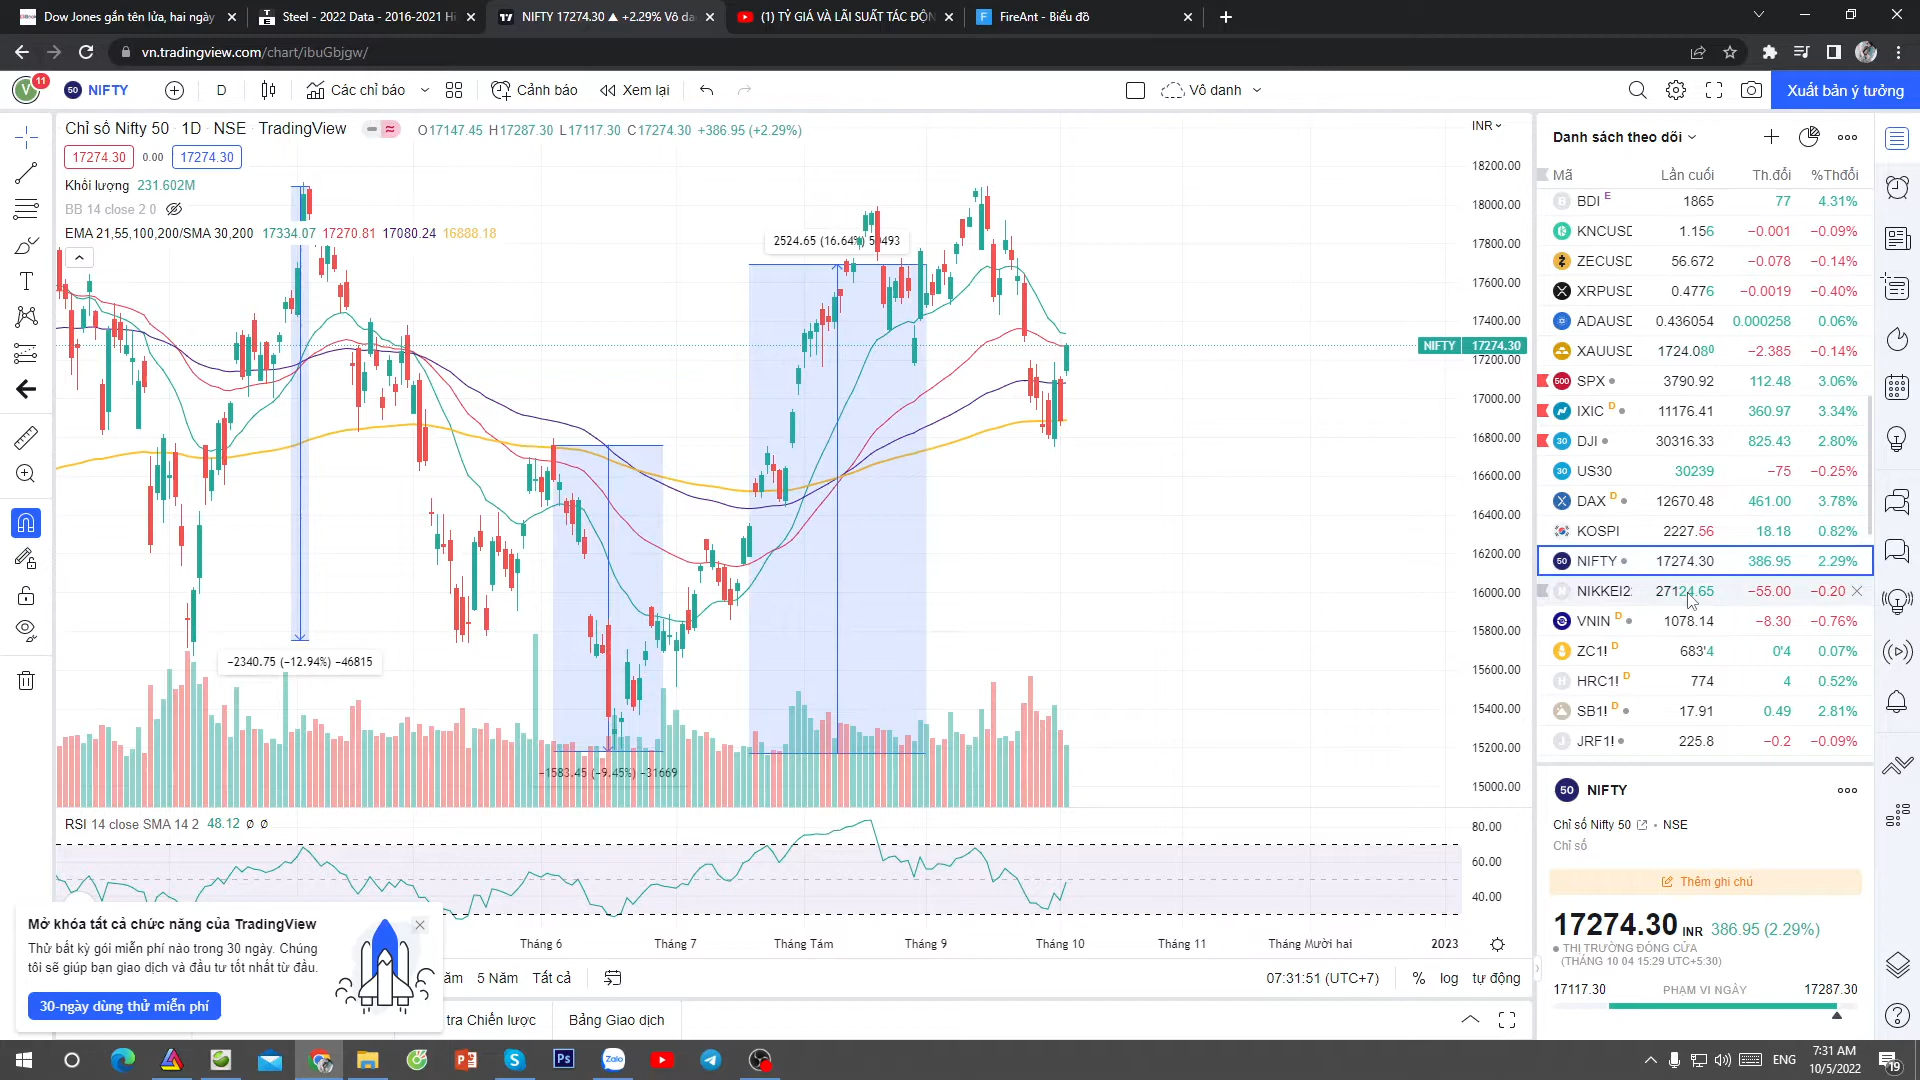 Dow Jones gắn tên lửa, hai ngày
Steel - 2022 Data - 2016-2021 Hi
NIFTY 17274.30 ▲ +2.29% Vô da
(1) TỶ GIÁ VÀ LÃI SUẤT TÁC ĐỘN
FireAnt - Biểu đồ
vn.tradingview.com/chart/ibuGbjgw/
V 11
50 NIFTY
D
Các chỉ báo
Cảnh báo
Xem lại
Vô danh
Xuất bản ý tưởng
Chỉ số Nifty 50 · 1D · NSE TradingView
O17147.45 H17287.30 L17117.30 C17274.30 +386.95 (+2.29%)
17274.30 0.00 17274.30
Khối lượng 231.602M
BB 14 close 2 0
EMA 21,55,100,200/SMA 30,200 17334.07 17270.81 17080.24 16888.18
−2340.75 (−12.94%) −46815
−1583.45 (−9.45%) −31669
INR
18200.00
18000.00
17800.00
17600.00
17400.00
NIFTY 17274.30
17200.00
17000.00
16800.00
16600.00
16400.00
16200.00
16000.00
15800.00
15600.00
15400.00
15200.00
15000.00
RSI 14 close SMA 14 2 48.12 ∅ ∅
80.00
60.00
40.00
Tháng 6
Tháng 7
Tháng Tám
Tháng 9
Tháng 10
Tháng 11
Tháng Mười hai
2023
5 Năm
Tất cả
07:31:51 (UTC+7)
%
log
tự động
tra Chiến lược
Bảng Giao dịch
Mở khóa tất cả chức năng của TradingView
Thử bất kỳ gói miễn phí nào trong 30 ngày. Chúng
tôi sẽ giúp bạn giao dịch và đầu tư tốt nhất từ đầu.
30-ngày dùng thử miễn phí
Danh sách theo dõi
Mã Lần cuối Th.đổi %Thđổi
BDI E 1865 77 4.31%
KNCUSD 1.156 −0.001 −0.09%
ZECUSD 56.672 −0.078 −0.14%
XRPUSD 0.4776 −0.0019 −0.40%
ADAUSD 0.436054 0.000258 0.06%
XAUUSD 1724.080 −2.385 −0.14%
500 SPX 3790.92 112.48 3.06%
IXIC D 11176.41 360.97 3.34%
30 DJI 30316.33 825.43 2.80%
30 US30 30239 −75 −0.25%
DAX D 12670.48 461.00 3.78%
KOSPI 2227.56 18.18 0.82%
50 NIFTY 17274.30 386.95 2.29%
NIKKEI2 27124.65 −55.00 −0.20
VNIN D 1078.14 −8.30 −0.76%
ZC1! D 683'4 0'4 0.07%
HRC1! D 774 4 0.52%
SB1! D 17.91 0.49 2.81%
JRF1! 225.8 −0.2 −0.09%
50 NIFTY
Chỉ số Nifty 50 • NSE
Chỉ số
Thêm ghi chú
17274.30 INR 386.95 (2.29%)
THỊ TRƯỜNG ĐÓNG CỬA
(THÁNG 10 04 15:29 UTC+5:30)
17117.30 PHẠM VI NGÀY 17287.30
Zalo
Ps
ENG
7:31 AM
10/5/2022
19